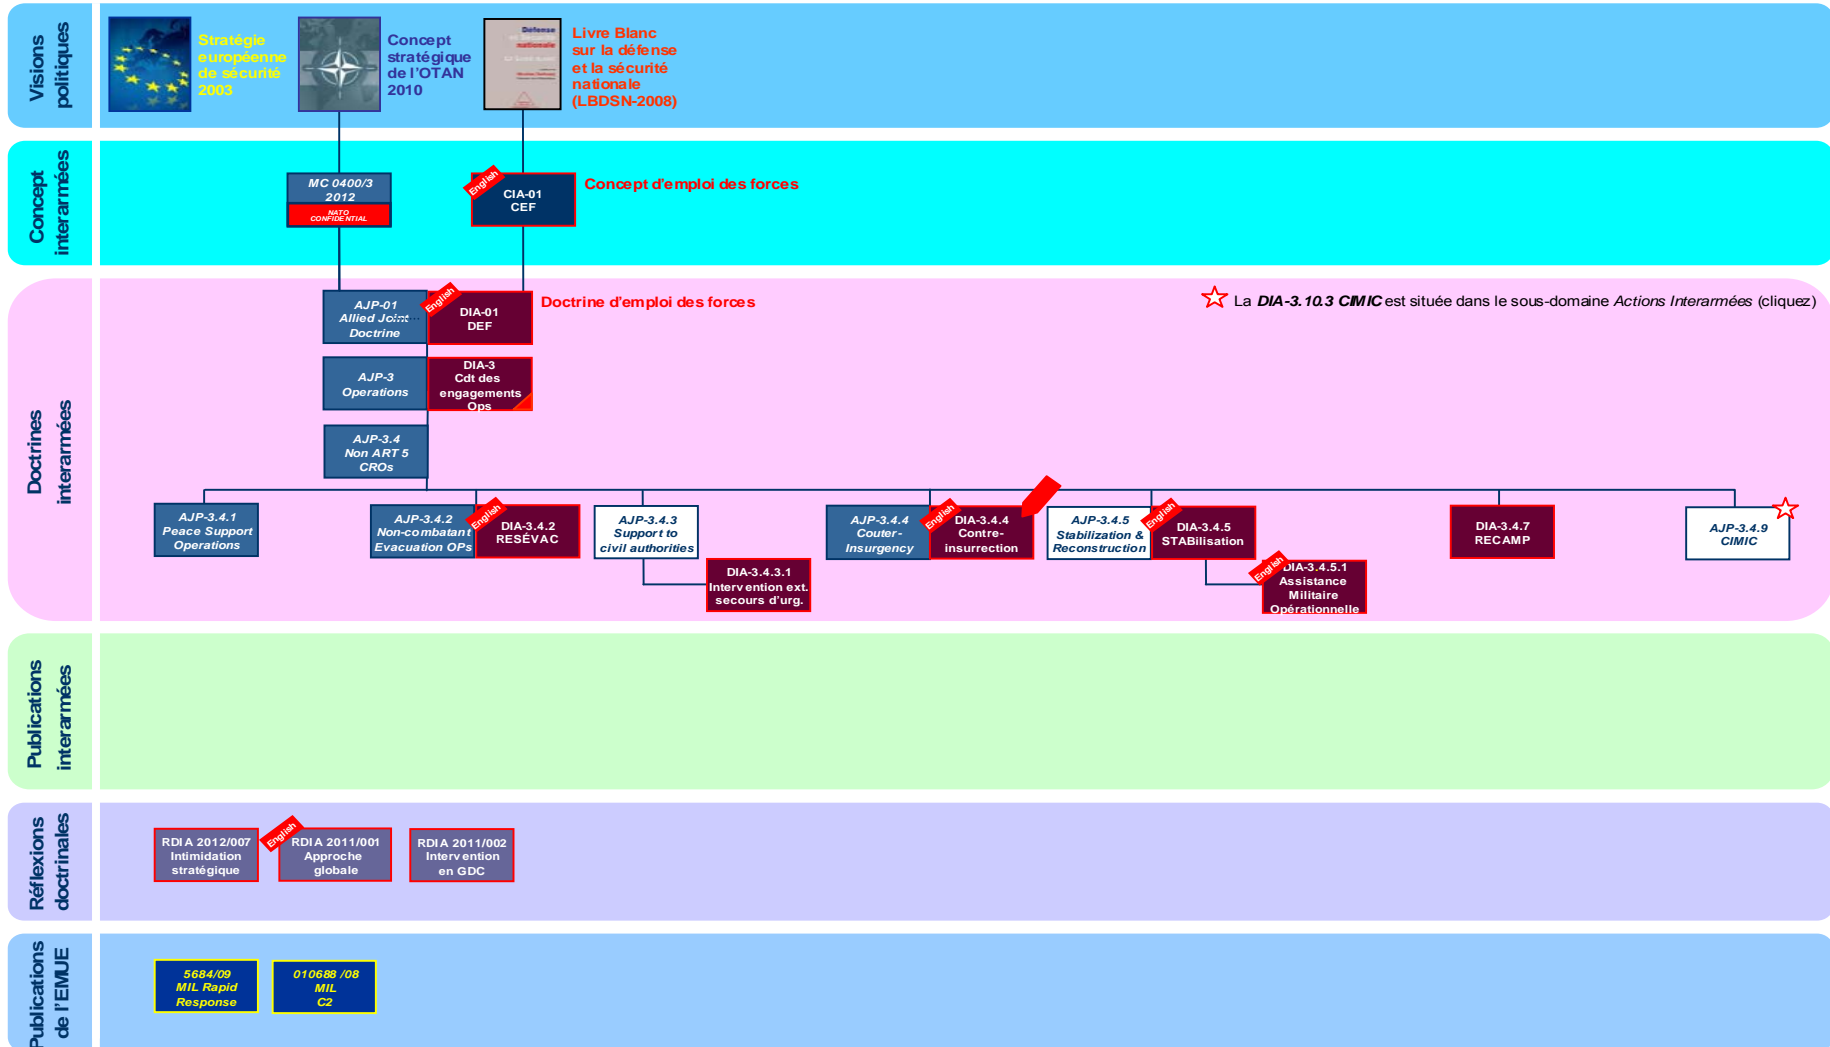 Visions
politiques
Stratégie
européenne
de sécurité
2003
Concept
stratégique
de l'OTAN
2010
Défense
et Sécurité
nationale
Livre Blanc
sur la défense
et la sécurité
nationale
(LBDSN-2008)
Concept
interarmées
MC 0400/3
2012
NATO
CONFIDENTIAL
English
CIA-01
CEF
Concept d'emploi des forces
Doctrines
interarmées
AJP-01
Allied Joint
Doctrine
English
DIA-01
DEF
Doctrine d'emploi des forces
La DIA-3.10.3 CIMIC est située dans le sous-domaine Actions Interarmées (cliquez)
AJP-3
Operations
DIA-3
Cdt des
engagements
Ops
AJP-3.4
Non ART 5
CROs
AJP-3.4.1
Peace Support
Operations
AJP-3.4.2
Non-combatant
Evacuation OPs
English
DIA-3.4.2
RESÉVAC
AJP-3.4.3
Support to
civil authorities
DIA-3.4.3.1
Intervention ext.
secours d'urg.
AJP-3.4.4
Couter-
Insurgency
English
DIA-3.4.4
Contre-
insurrection
AJP-3.4.5
Stabilization &
Reconstruction
English
DIA-3.4.5
STABilisation
English
DIA-3.4.5.1
Assistance
Militaire
Opérationnelle
DIA-3.4.7
RECAMP
AJP-3.4.9
CIMIC
Publications
interarmées
Réflexions
doctrinales
RDIA 2012/007
Intimidation
stratégique
English
RDIA 2011/001
Approche
globale
RDIA 2011/002
Intervention
en GDC
Publications
de l'EMUE
5684/09
MIL Rapid
Response
010688 /08
MIL
C2